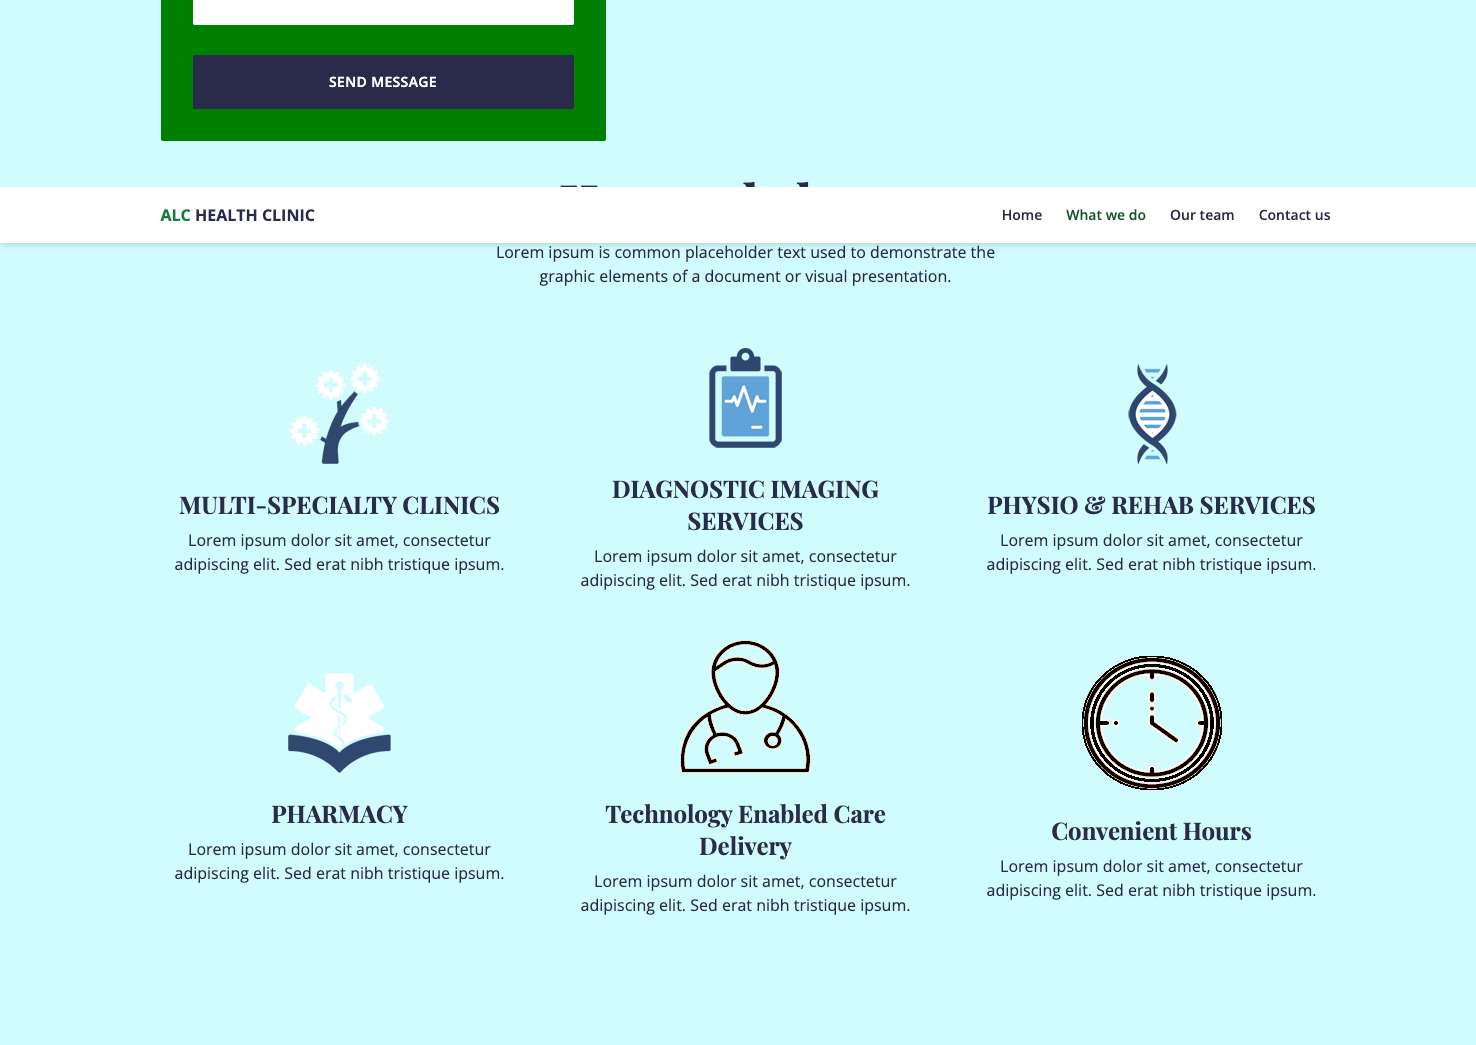 SEND MESSAGE
ALC HEALTH CLINIC
Home What we do Our team Contact us
Lorem ipsum is common placeholder text used to demonstrate the
graphic elements of a document or visual presentation.
MULTI-SPECIALTY CLINICS
Lorem ipsum dolor sit amet, consectetur
adipiscing elit. Sed erat nibh tristique ipsum.
DIAGNOSTIC IMAGING
SERVICES
Lorem ipsum dolor sit amet, consectetur
adipiscing elit. Sed erat nibh tristique ipsum.
PHYSIO & REHAB SERVICES
Lorem ipsum dolor sit amet, consectetur
adipiscing elit. Sed erat nibh tristique ipsum.
PHARMACY
Lorem ipsum dolor sit amet, consectetur
adipiscing elit. Sed erat nibh tristique ipsum.
Technology Enabled Care
Delivery
Lorem ipsum dolor sit amet, consectetur
adipiscing elit. Sed erat nibh tristique ipsum.
Convenient Hours
Lorem ipsum dolor sit amet, consectetur
adipiscing elit. Sed erat nibh tristique ipsum.